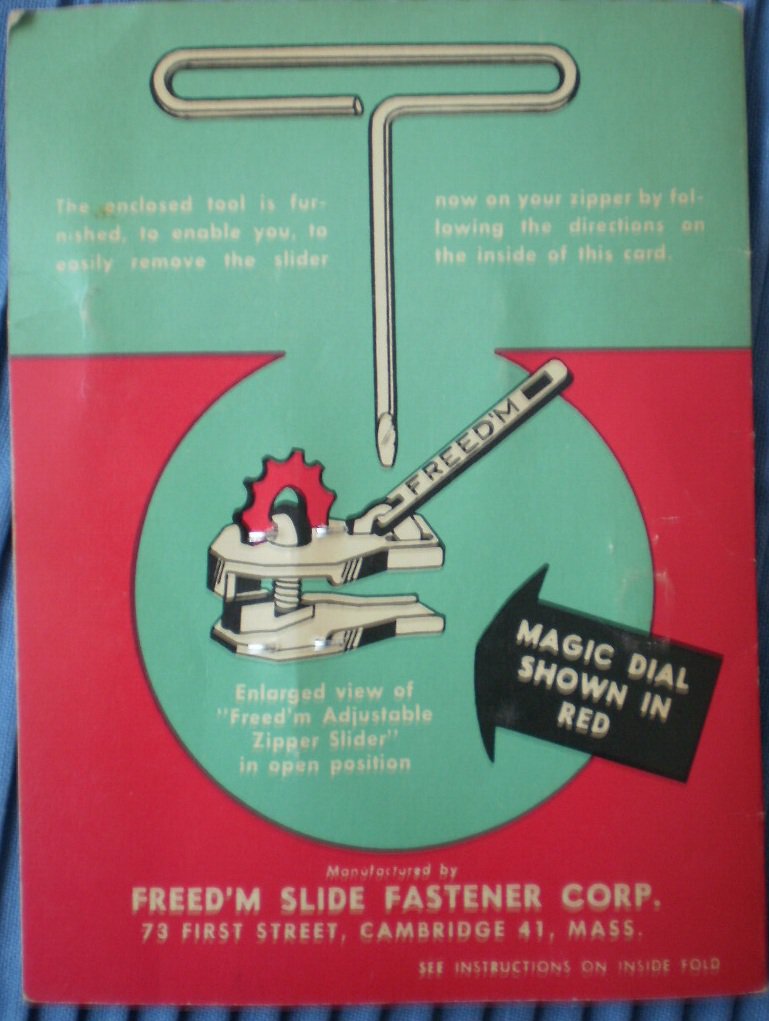 The enclosed tool is fur-
nished, to enable you, to
easily remove the slider
now on your zipper by fol-
lowing the directions on
the inside of this card.
FREED'M
MAGIC DIAL
SHOWN IN
RED
Enlarged view of
"Freed'm Adjustable
Zipper Slider"
in open position
Manufactured by
FREED'M SLIDE FASTENER CORP.
73 FIRST STREET, CAMBRIDGE 41, MASS.
SEE INSTRUCTIONS ON INSIDE FOLD